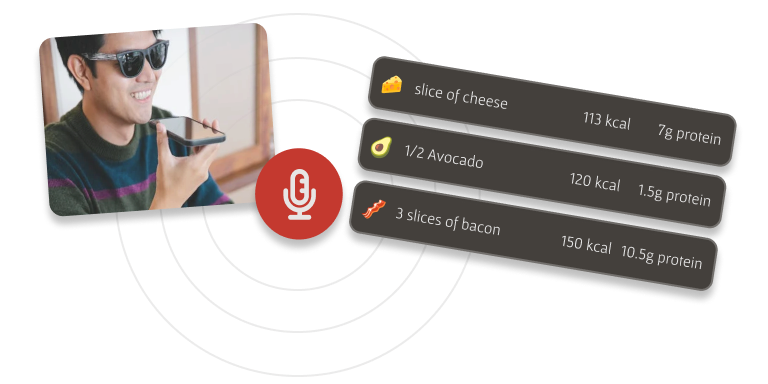 slice of cheese 113 kcal 7g protein
1/2 Avocado 120 kcal 1.5g protein
3 slices of bacon 150 kcal 10.5g protein